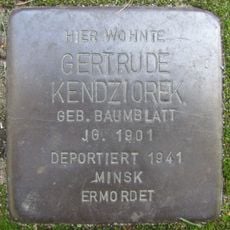 HIER WOHNTE
GERTRUDE
KENDZIOREK
GEB. BAUMBLATT
JG. 1901
DEPORTIERT 1941
MINSK
ERMORDET